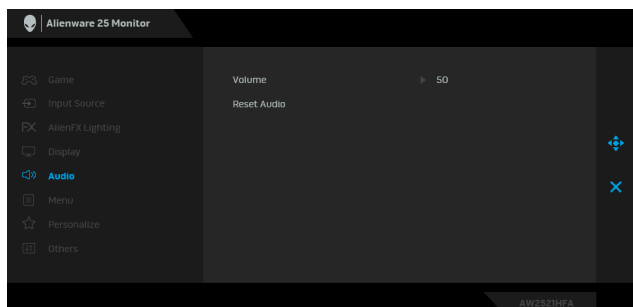 Alienware 25 Monitor
Game
Input Source
AlienFX Lighting
Display
Audio
Menu
Personalize
Others
Volume 50
Reset Audio
AW2521HFA